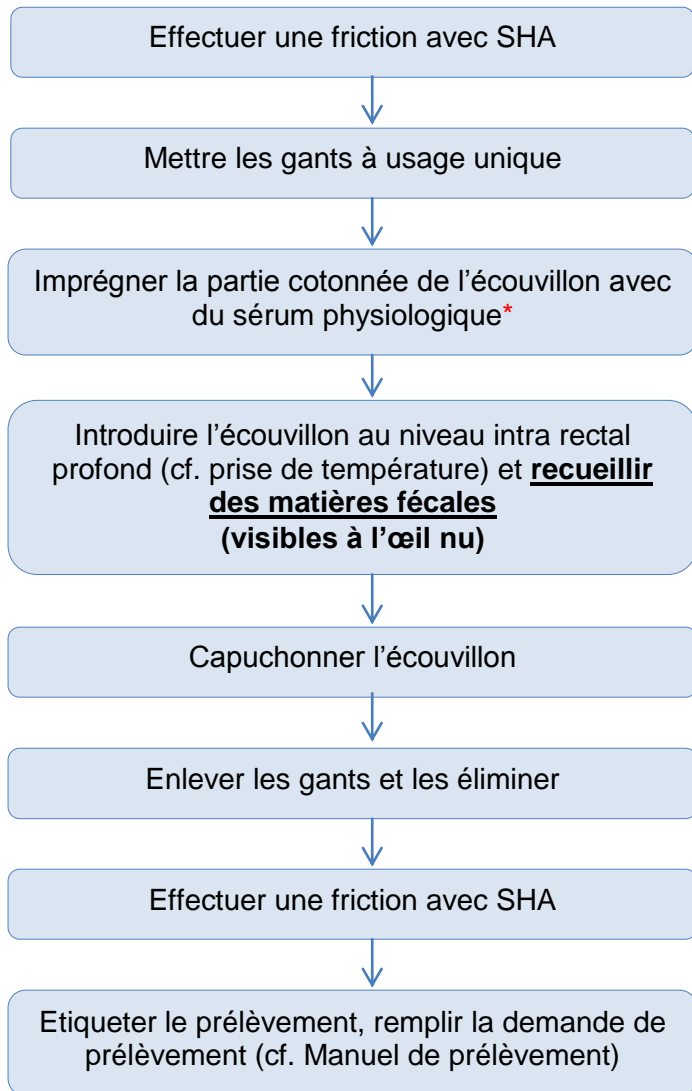 Effectuer une friction avec SHA
Mettre les gants à usage unique
Imprégner la partie cotonnée de l’écouvillon avec
du sérum physiologique*
Introduire l’écouvillon au niveau intra rectal
profond (cf. prise de température) et recueillir
des matières fécales
(visibles à l’œil nu)
Capuchonner l’écouvillon
Enlever les gants et les éliminer
Effectuer une friction avec SHA
Etiqueter le prélèvement, remplir la demande de
prélèvement (cf. Manuel de prélèvement)